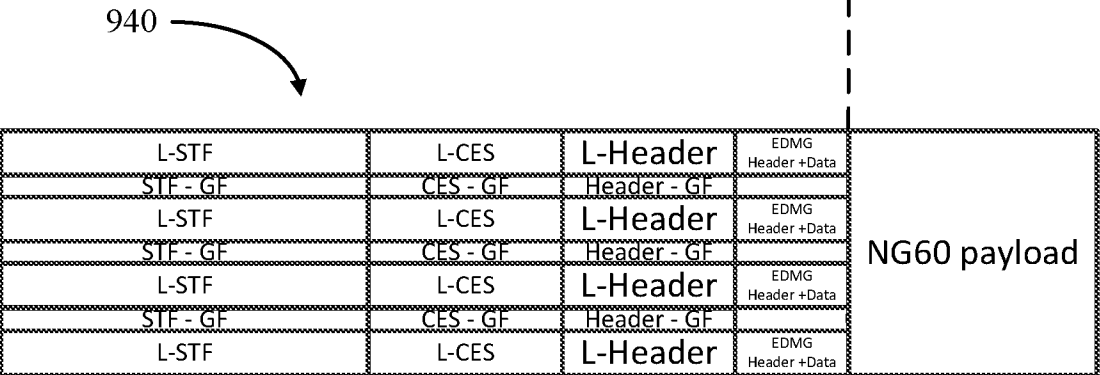 940
L-STF L-CES L-Header EDMG
Header +Data
STF - GF CES - GF Header - GF
L-STF L-CES L-Header EDMG
Header +Data
STF - GF CES - GF Header - GF
NG60 payload
L-STF L-CES L-Header EDMG
Header +Data
STF - GF CES - GF Header - GF
L-STF L-CES L-Header EDMG
Header +Data